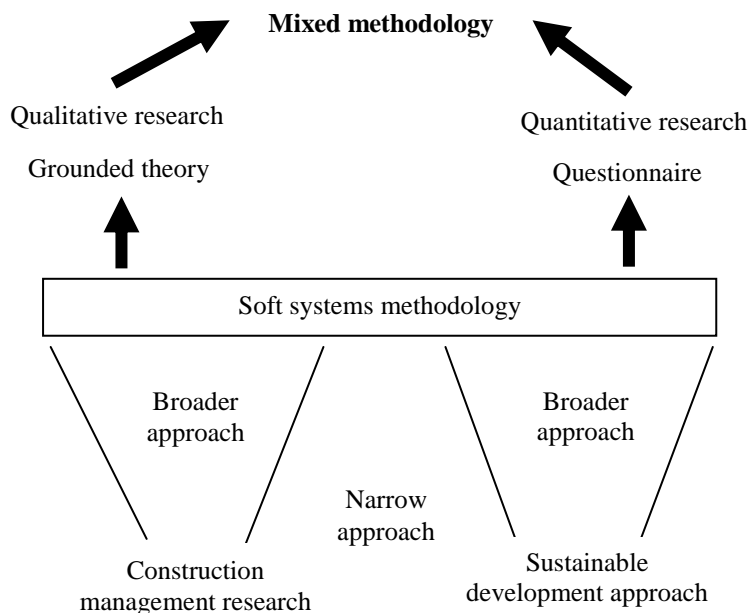 Mixed methodology
Qualitative research
Quantitative research
Grounded theory
Questionnaire
Soft systems methodology
Broader
approach
Broader
approach
Narrow
approach
Construction
management research
Sustainable
development approach